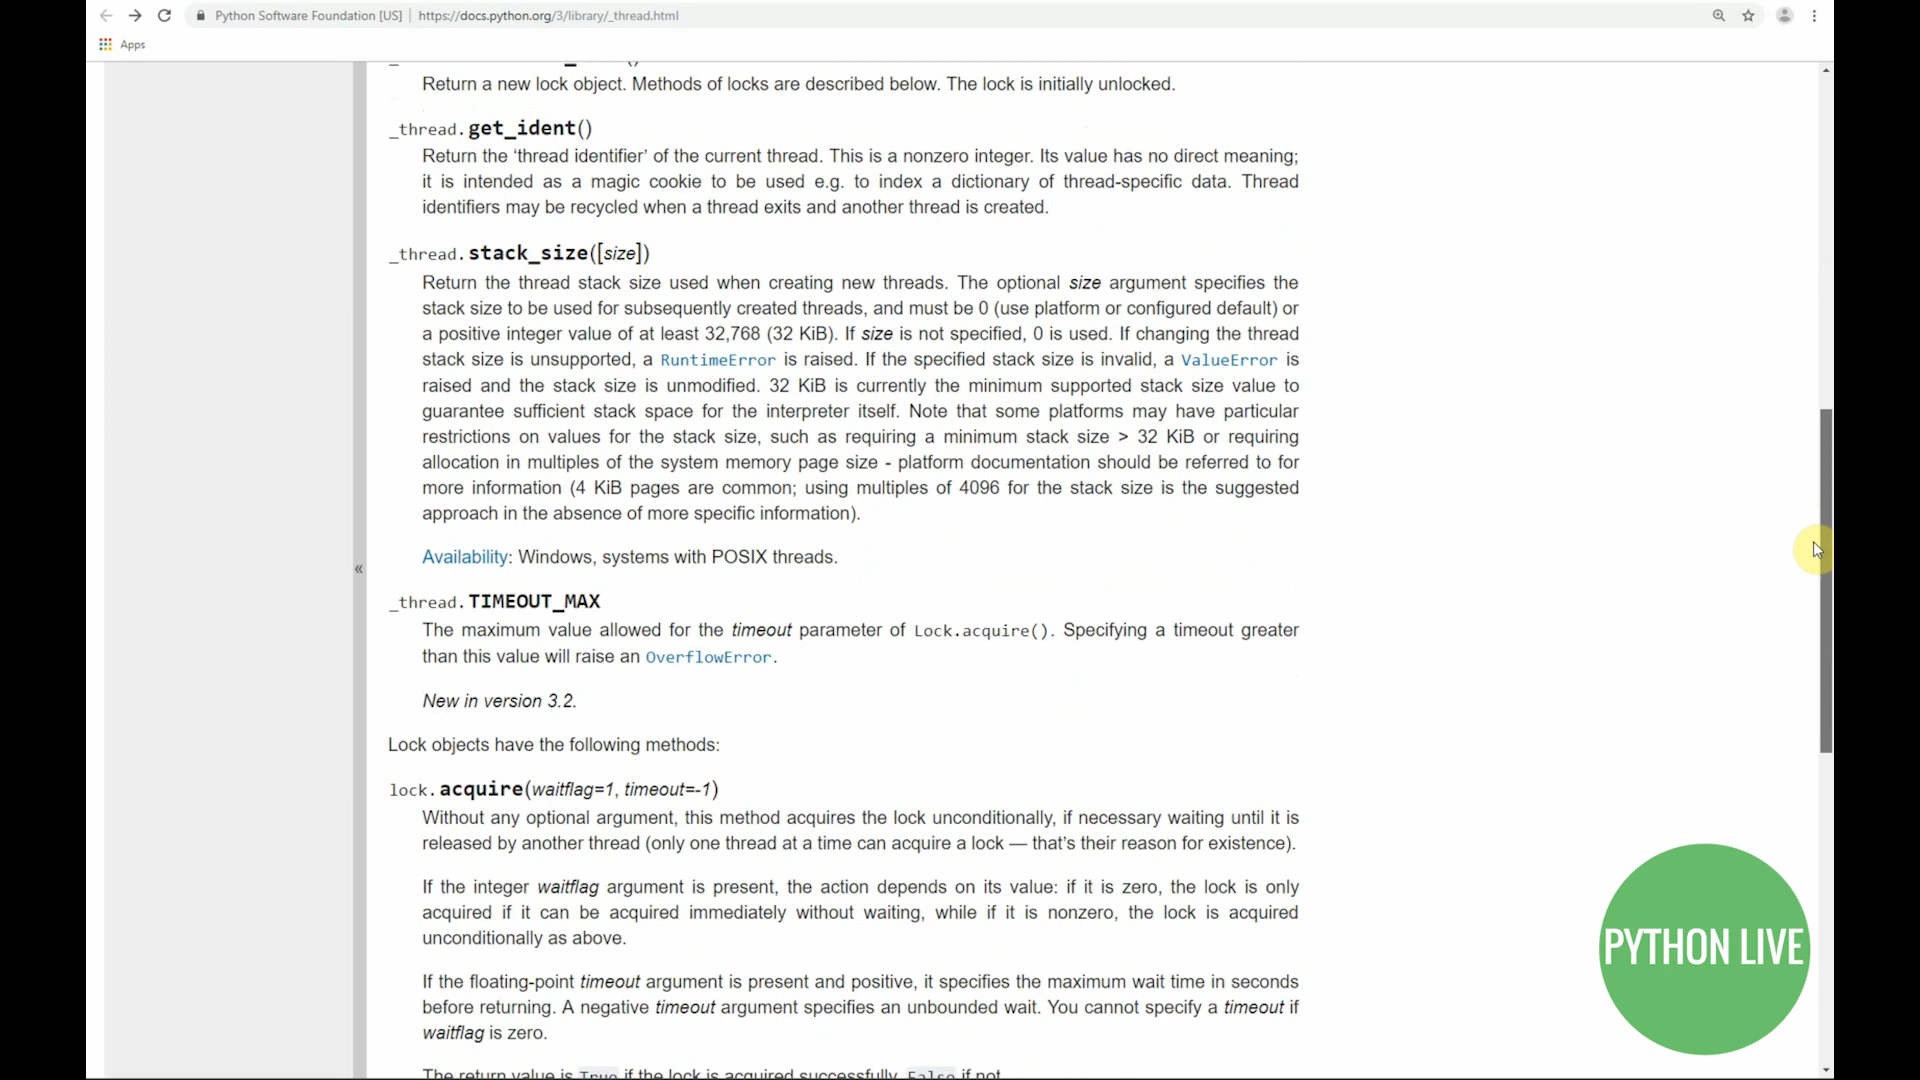 Python Software Foundation [US] | https://docs.python.org/3/library/_thread.html
Apps
Return a new lock object. Methods of locks are described below. The lock is initially unlocked.
_thread.get_ident()
Return the ‘thread identifier’ of the current thread. This is a nonzero integer. Its value has no direct meaning;
it is intended as a magic cookie to be used e.g. to index a dictionary of thread-specific data. Thread
identifiers may be recycled when a thread exits and another thread is created.
_thread.stack_size([size])
Return the thread stack size used when creating new threads. The optional size argument specifies the
stack size to be used for subsequently created threads, and must be 0 (use platform or configured default) or
a positive integer value of at least 32,768 (32 KiB). If size is not specified, 0 is used. If changing the thread
stack size is unsupported, a RuntimeError is raised. If the specified stack size is invalid, a ValueError is
raised and the stack size is unmodified. 32 KiB is currently the minimum supported stack size value to
guarantee sufficient stack space for the interpreter itself. Note that some platforms may have particular
restrictions on values for the stack size, such as requiring a minimum stack size > 32 KiB or requiring
allocation in multiples of the system memory page size - platform documentation should be referred to for
more information (4 KiB pages are common; using multiples of 4096 for the stack size is the suggested
approach in the absence of more specific information).
Availability: Windows, systems with POSIX threads.
«
_thread.TIMEOUT_MAX
The maximum value allowed for the timeout parameter of Lock.acquire(). Specifying a timeout greater
than this value will raise an OverflowError.
New in version 3.2.
Lock objects have the following methods:
lock.acquire(waitflag=1, timeout=-1)
Without any optional argument, this method acquires the lock unconditionally, if necessary waiting until it is
released by another thread (only one thread at a time can acquire a lock — that’s their reason for existence).
If the integer waitflag argument is present, the action depends on its value: if it is zero, the lock is only
acquired if it can be acquired immediately without waiting, while if it is nonzero, the lock is acquired
unconditionally as above.
If the floating-point timeout argument is present and positive, it specifies the maximum wait time in seconds
before returning. A negative timeout argument specifies an unbounded wait. You cannot specify a timeout if
waitflag is zero.
The return value is True if the lock is acquired successfully, False if not.
PYTHON LIVE